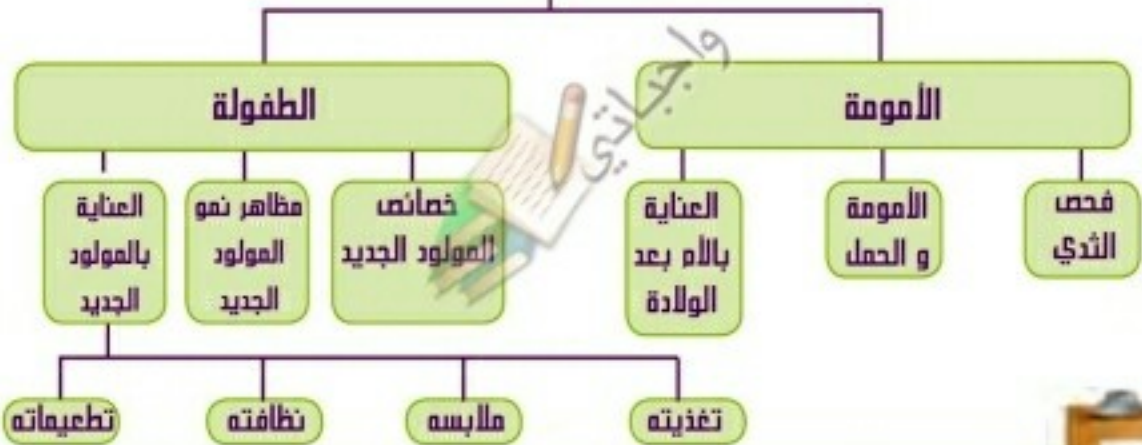 الأمومة
الطفولة
فحص
الثدي
الأمومة
و الحمل
العناية
بالأم بعد
الولادة
خصائص
المولود الجديد
مظاهر نمو
المولود
الجديد
العناية
بالمولود
الجديد
تغذيته
ملابسه
نظافته
تطعيماته
واجباتي